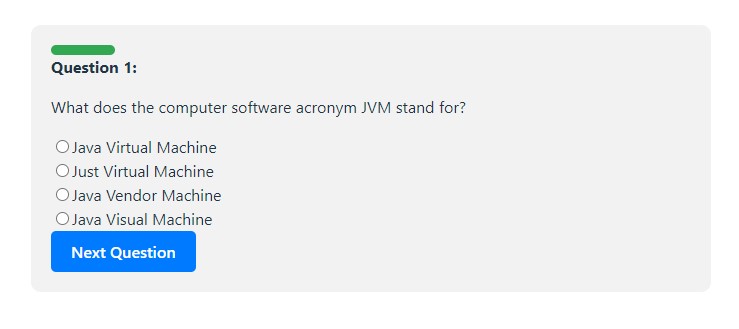 Question 1:
What does the computer software acronym JVM stand for?
Java Virtual Machine
Just Virtual Machine
Java Vendor Machine
Java Visual Machine
Next Question